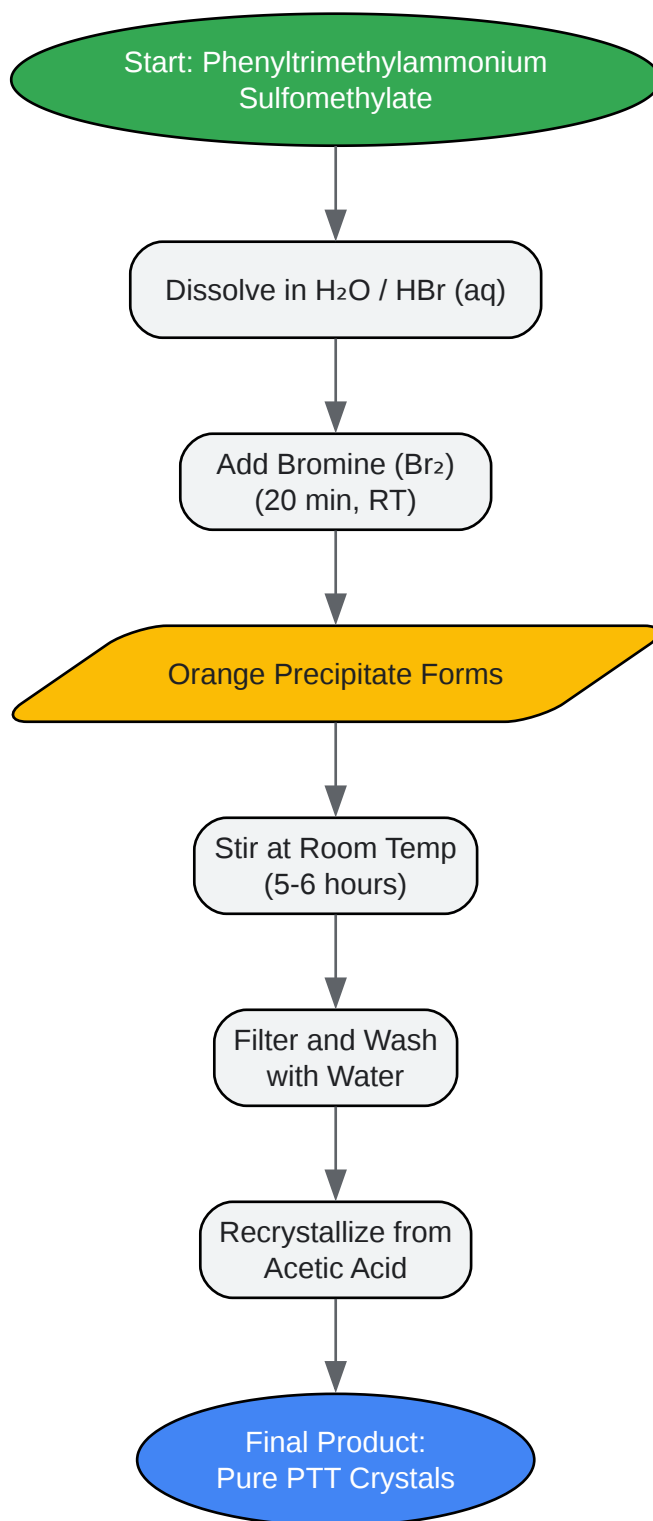 Start: Phenyltrimethylammonium
Sulfomethylate
Dissolve in H₂O / HBr (aq)
Add Bromine (Br₂)
(20 min, RT)
Orange Precipitate Forms
Stir at Room Temp
(5-6 hours)
Filter and Wash
with Water
Recrystallize from
Acetic Acid
Final Product:
Pure PTT Crystals